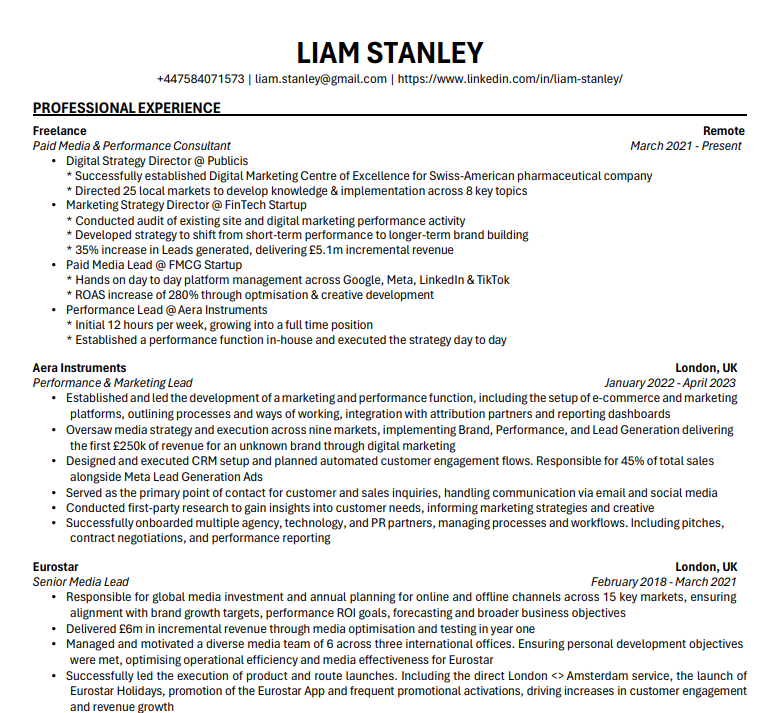 LIAM STANLEY
+447584071573 | liam.stanley@gmail.com | https://www.linkedin.com/in/liam-stanley/
PROFESSIONAL EXPERIENCE
Freelance Remote
Paid Media & Performance Consultant March 2021 - Present
• Digital Strategy Director @ Publicis
* Successfully established Digital Marketing Centre of Excellence for Swiss-American pharmaceutical company
* Directed 25 local markets to develop knowledge & implementation across 8 key topics
• Marketing Strategy Director @ FinTech Startup
* Conducted audit of existing site and digital marketing performance activity
* Developed strategy to shift from short-term performance to longer-term brand building
* 35% increase in Leads generated, delivering £5.1m incremental revenue
• Paid Media Lead @ FMCG Startup
* Hands on day to day platform management across Google, Meta, LinkedIn & TikTok
* ROAS increase of 280% through optmisation & creative development
• Performance Lead @ Aera Instruments
* Initial 12 hours per week, growing into a full time position
* Established a performance function in-house and executed the strategy day to day
Aera Instruments London, UK
Performance & Marketing Lead January 2022 - April 2023
• Established and led the development of a marketing and performance function, including the setup of e-commerce and marketing
platforms, outlining processes and ways of working, integration with attribution partners and reporting dashboards
• Oversaw media strategy and execution across nine markets, implementing Brand, Performance, and Lead Generation delivering
the first £250k of revenue for an unknown brand through digital marketing
• Designed and executed CRM setup and planned automated customer engagement flows. Responsible for 45% of total sales
alongside Meta Lead Generation Ads
• Served as the primary point of contact for customer and sales inquiries, handling communication via email and social media
• Conducted first-party research to gain insights into customer needs, informing marketing strategies and creative
• Successfully onboarded multiple agency, technology, and PR partners, managing processes and workflows. Including pitches,
contract negotiations, and performance reporting
Eurostar London, UK
Senior Media Lead February 2018 - March 2021
• Responsible for global media investment and annual planning for online and offline channels across 15 key markets, ensuring
alignment with brand growth targets, performance ROI goals, forecasting and broader business objectives
• Delivered £6m in incremental revenue through media optimisation and testing in year one
• Managed and motivated a diverse media team of 6 across three international offices. Ensuring personal development objectives
were met, optimising operational efficiency and media effectiveness for Eurostar
• Successfully led the execution of product and route launches. Including the direct London <> Amsterdam service, the launch of
Eurostar Holidays, promotion of the Eurostar App and frequent promotional activations, driving increases in customer engagement
and revenue growth